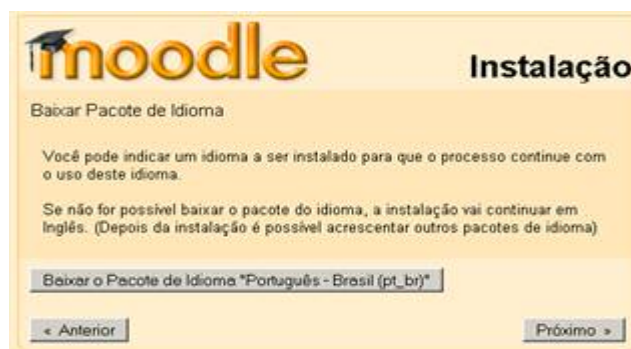 moodle
Instalação
Baixar Pacote de Idioma
Você pode indicar um idioma a ser instalado para que o processo continue com
o uso deste idioma.
Se não for possível baixar o pacote do idioma, a instalação vai continuar em
Inglês. (Depois da instalação é possível acrescentar outros pacotes de idioma)
Baixar o Pacote de Idioma "Português - Brasil (pt_br)"
« Anterior
Próximo »